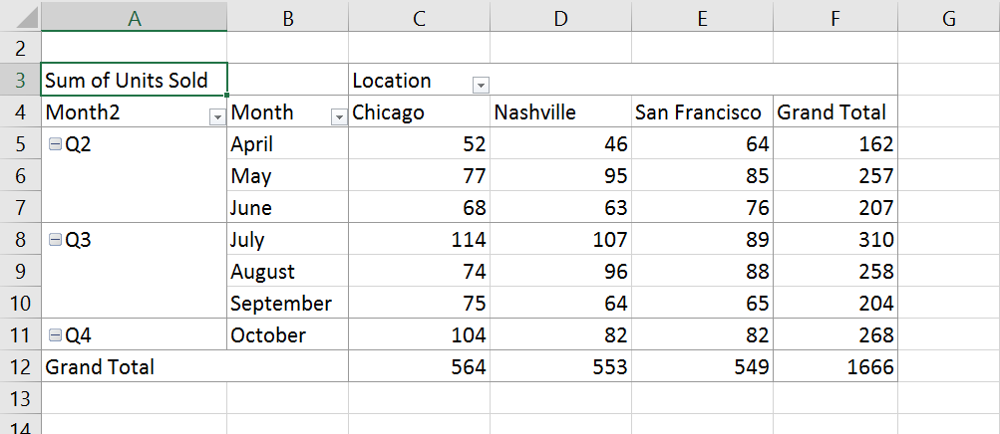 A B C D E F G
2
3 Sum of Units Sold Location
4 Month2 Month Chicago Nashville San Francisco Grand Total
5 Q2 April 52 46 64 162
6 May 77 95 85 257
7 June 68 63 76 207
8 Q3 July 114 107 89 310
9 August 74 96 88 258
10 September 75 64 65 204
11 Q4 October 104 82 82 268
12 Grand Total 564 553 549 1666
13
14